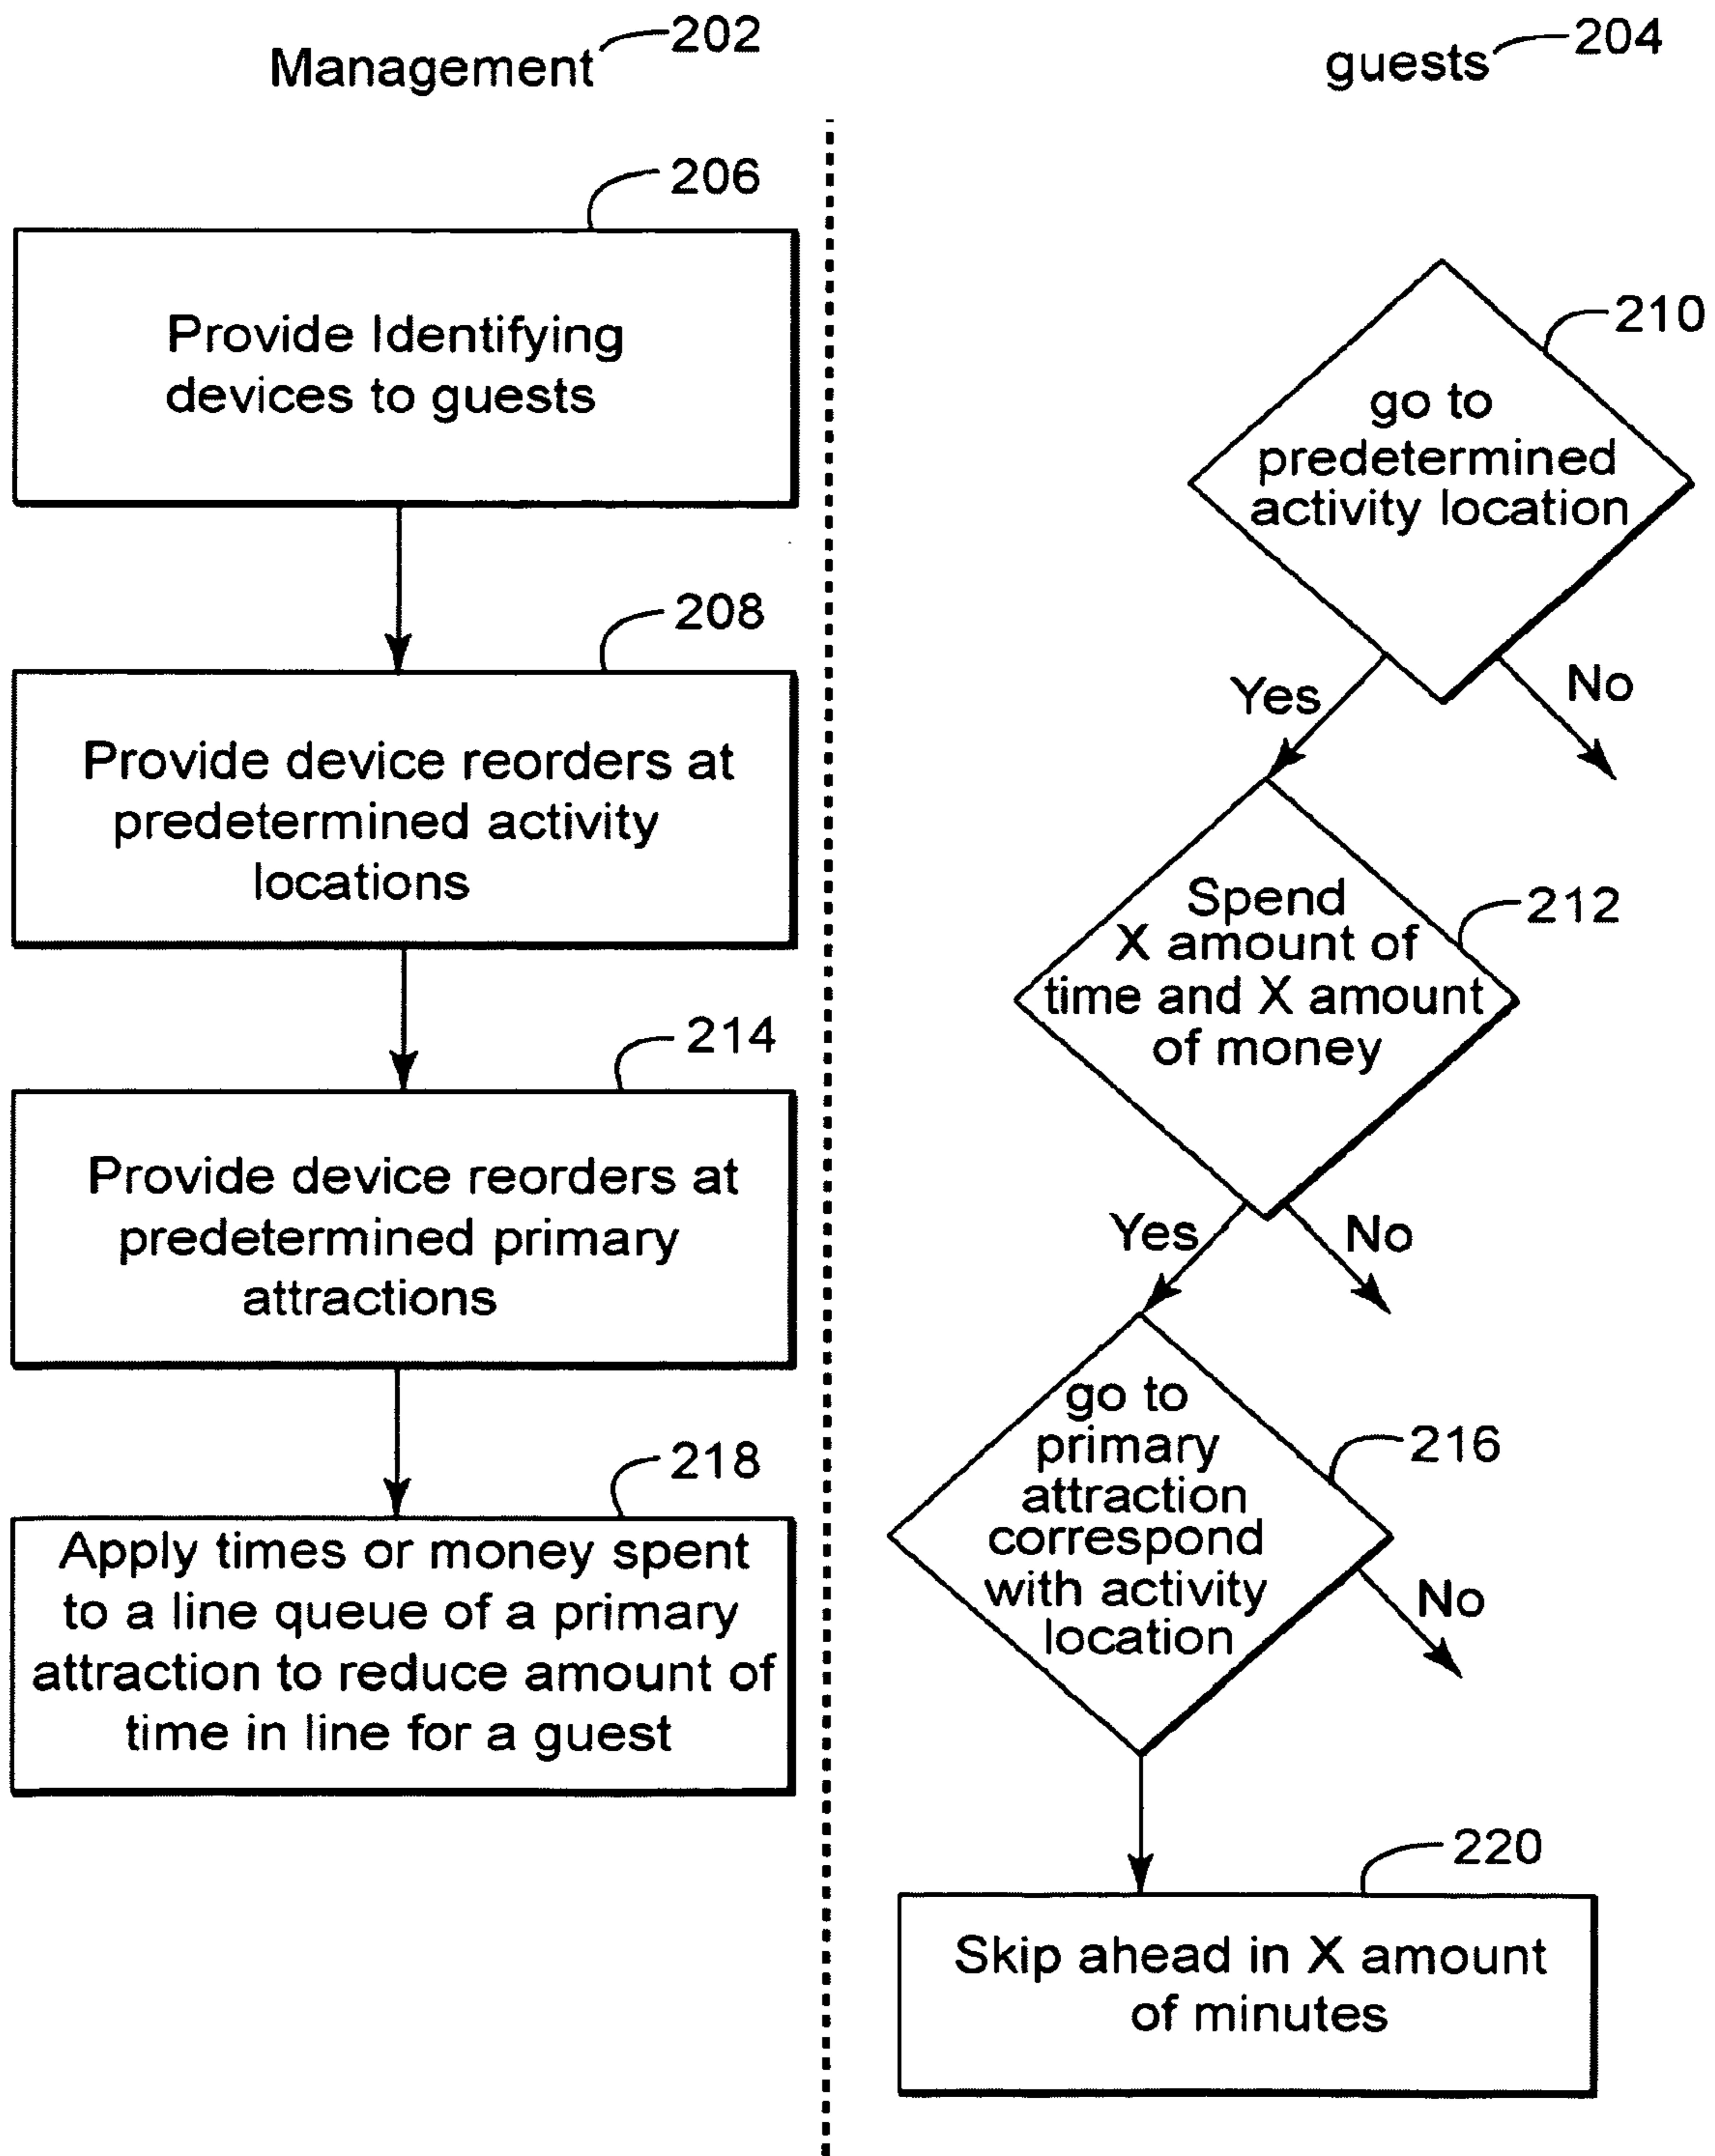 Management
202
guests
204
206
Provide Identifying
devices to guests
208
Provide device reorders at
predetermined activity
locations
214
Provide device reorders at
predetermined primary
attractions
218
Apply times or money spent
to a line queue of a primary
attraction to reduce amount of
time in line for a guest
210
go to
predetermined
activity location
Yes
No
212
Spend
X amount of
time and X amount
of money
Yes
No
216
go to
primary
attraction
correspond
with activity
location
No
220
Skip ahead in X amount
of minutes